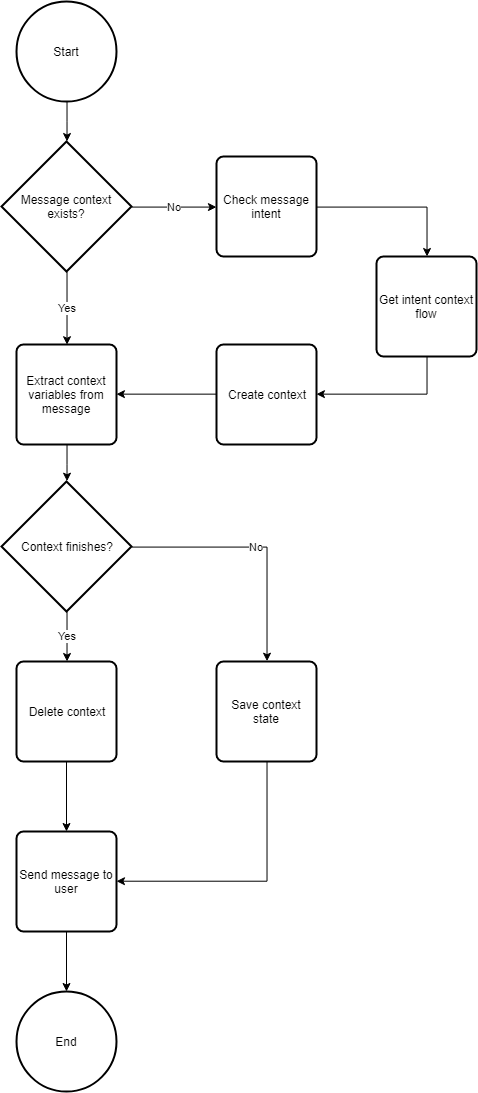 Start
Message context
exists?
No
Check message
intent
Get intent context
flow
Yes
Extract context
variables from
message
Create context
Context finishes?
No
Yes
Delete context
Save context
state
Send message to
user
End